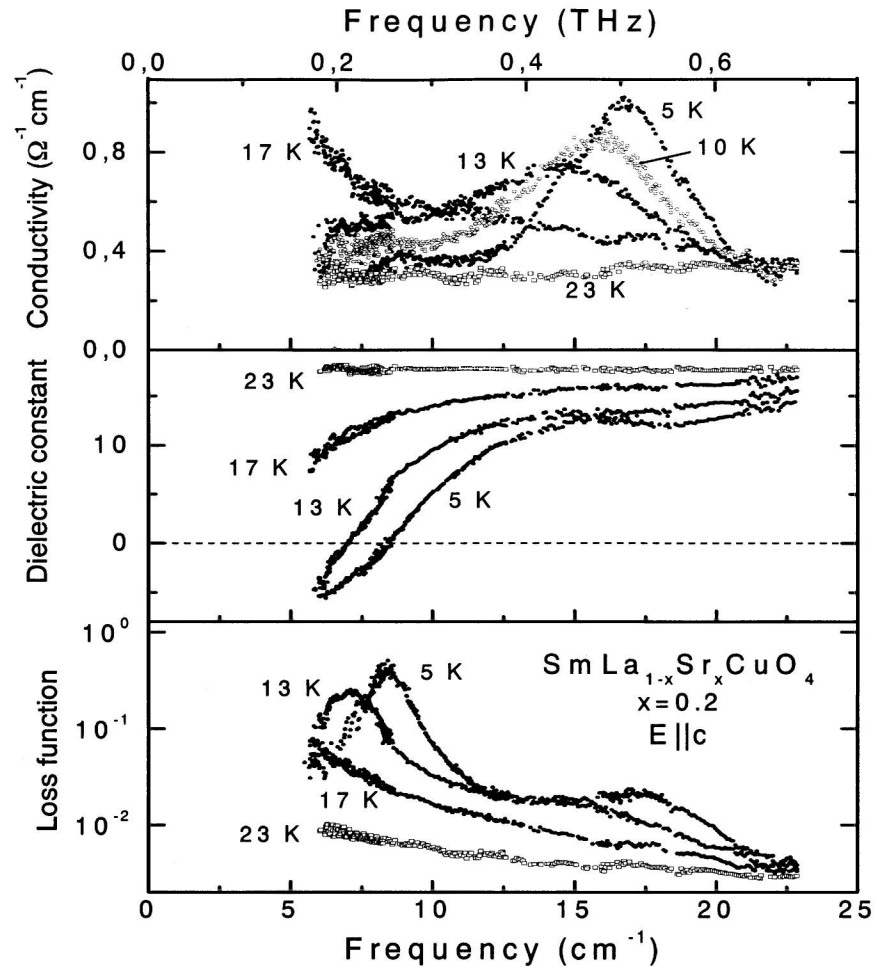 Frequency (THz)
0,0 0,2 0,4 0,6
Conductivity (Ω⁻¹cm⁻¹)
0,8
0,4
0,0
17 K
13 K
5 K
10 K
23 K
Dielectric constant
10
0
23 K
17 K
13 K
5 K
Loss function
10⁰
10⁻¹
10⁻²
13 K
5 K
17 K
23 K
SmLa₁₋ₓSrₓCuO₄
x=0.2
E||c
0 5 10 15 20 25
Frequency (cm⁻¹)